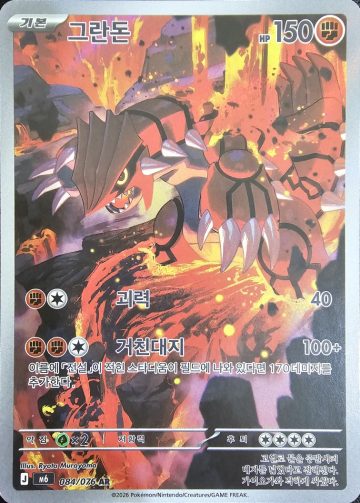 기본 그란돈 HP 150
괴력 40
거천대지 100+
이름에 「전설」이 적힌 스타디움이 필드에 나와 있다면 170데미지를
추가한다.
약점 ×2 저항력 후퇴
Illus. Ryota Murayama
J m6 084/076 AR
©2026 Pokémon/Nintendo/Creatures/GAME FREAK.